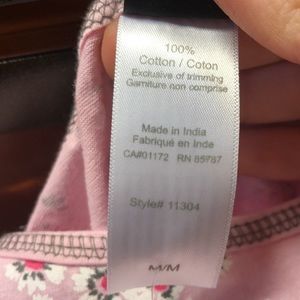 100%
Cotton / Coton
Exclusive of trimming
Garniture non comprise
Made in India
Fabriqué en Inde
CA#01172 RN 85787
Style# 11304
M/M